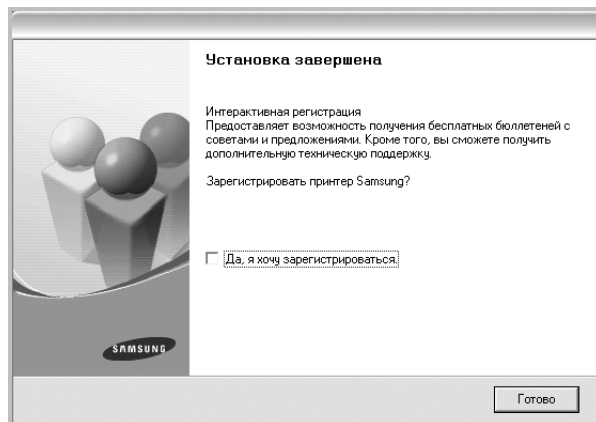 Установка завершена
Интерактивная регистрация
Предоставляет возможность получения бесплатных бюллетеней с
советами и предложениями. Кроме того, вы сможете получить
дополнительную техническую поддержку.
Зарегистрировать принтер Samsung?
Да, я хочу зарегистрироваться.
SAMSUNG
Готово